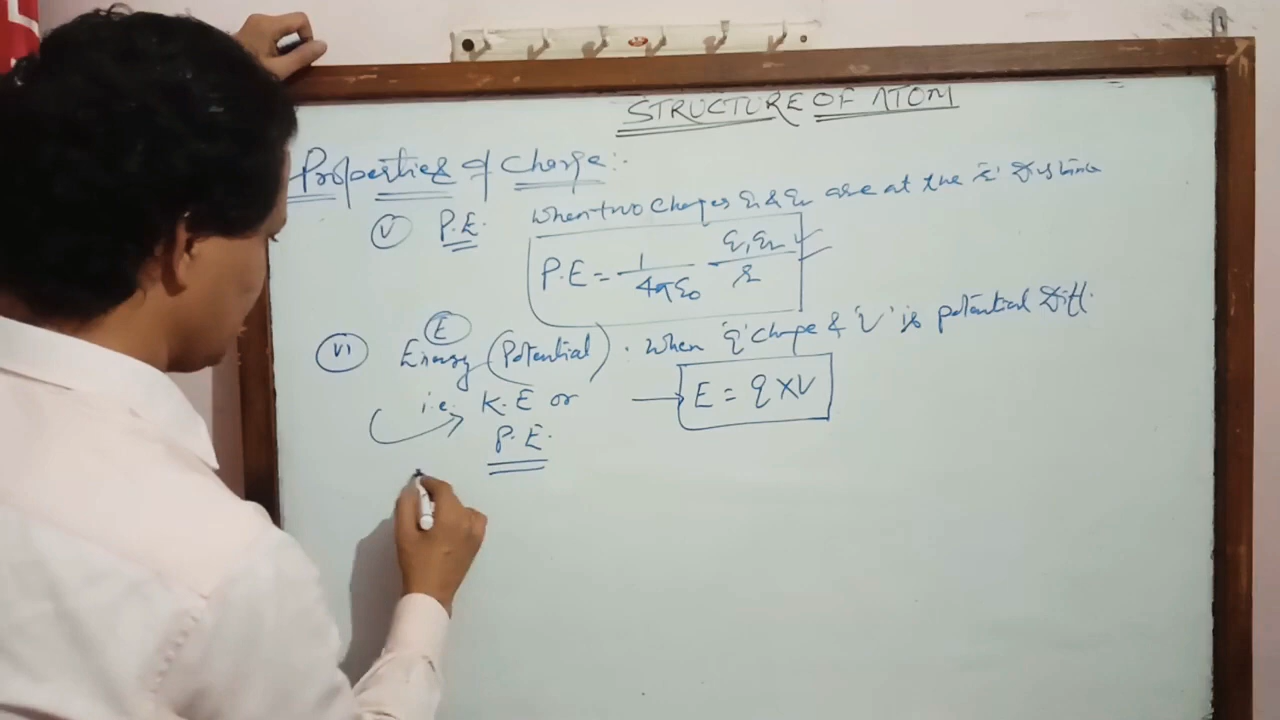 STRUCTURE OF ATOM
Properties of Charge:-
(V) P.E. When two charges q₁ & q₂ are at the 'r' Distance
P.E = 1/4πε₀ q₁q₂/r
(VI) Energy (Potential). When 'q' charge & 'V' is potential Diff.
(E)
i.e. K.E or
P.E.
→ E = q × V